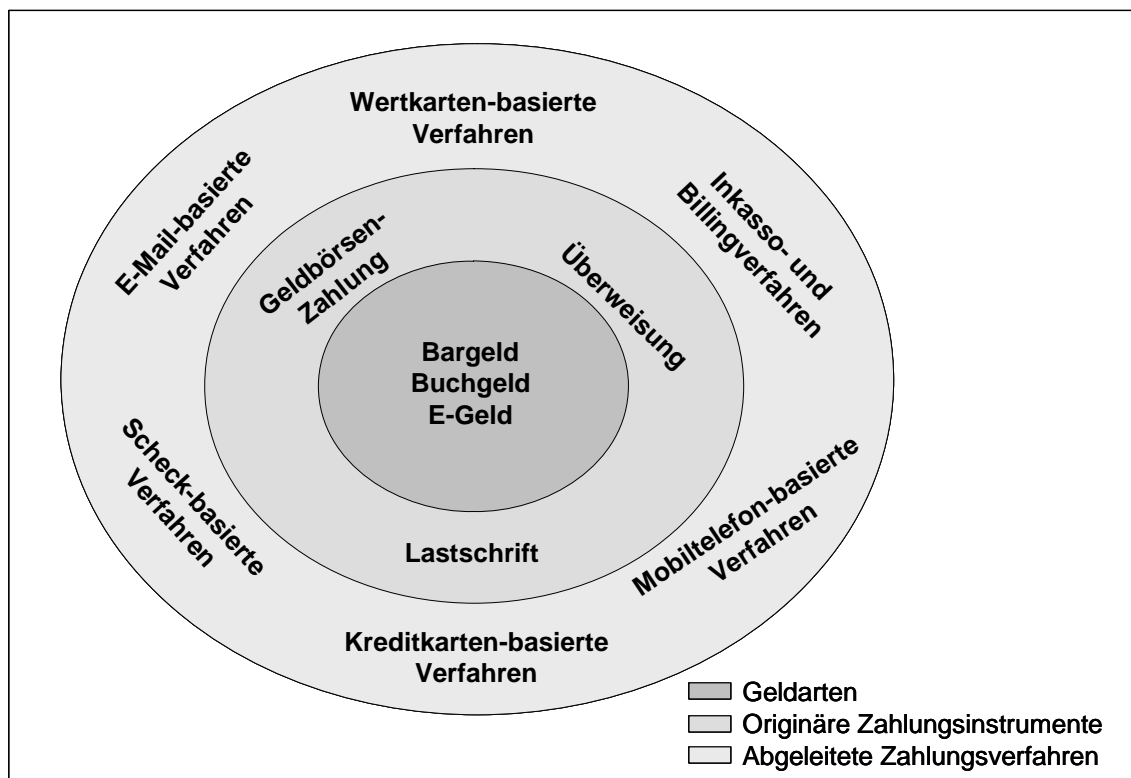 Wertkarten-basierte
Verfahren
E-Mail-basierte
Verfahren
Inkasso- und
Billingverfahren
Geldbörsen-
Zahlung
Überweisung
Bargeld
Buchgeld
E-Geld
Scheck-basierte
Verfahren
Lastschrift
Mobiltelefon-basierte
Verfahren
Kreditkarten-basierte
Verfahren
Geldarten
Originäre Zahlungsinstrumente
Abgeleitete Zahlungsverfahren